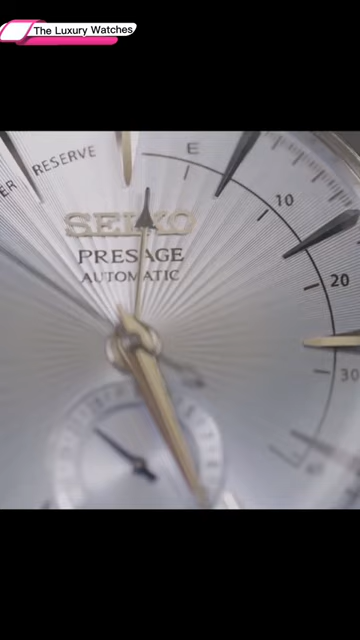 The Luxury Watches
RESERVE
E
SEIKO
PRESAGE
AUTOMATIC
10
20
30